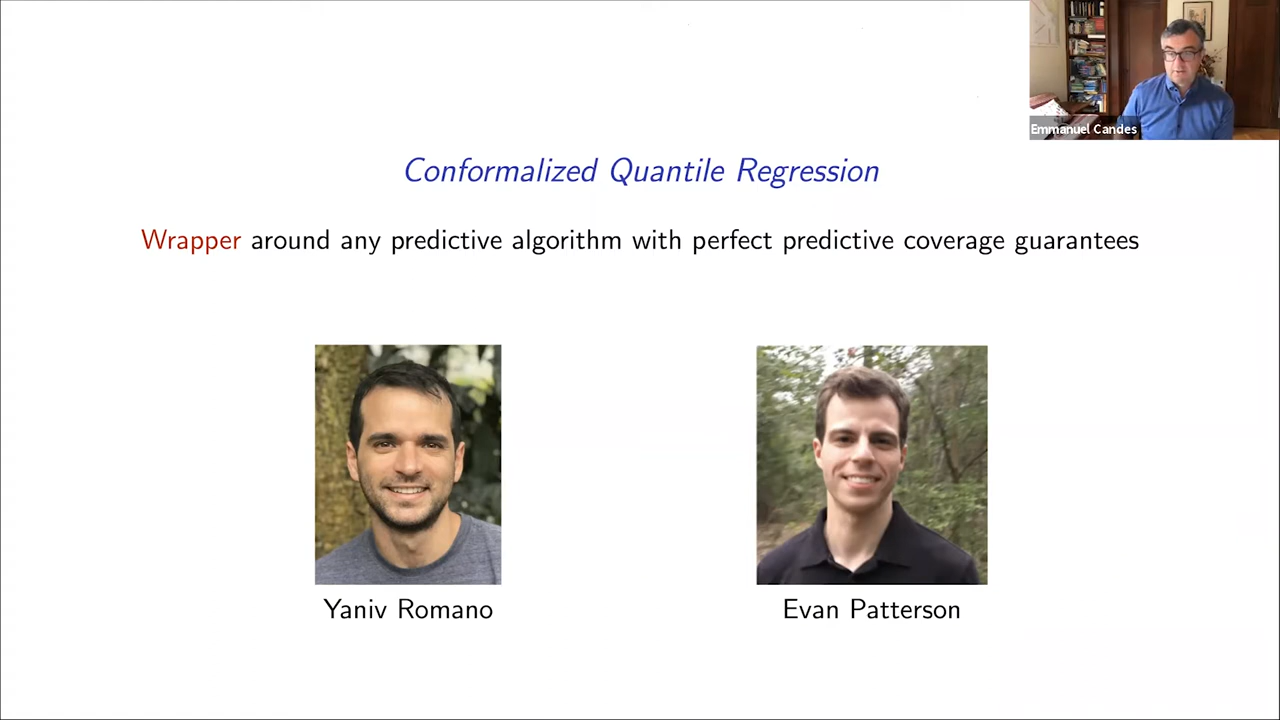 Emmanuel Candes
Conformalized Quantile Regression
Wrapper around any predictive algorithm with perfect predictive coverage guarantees
Yaniv Romano
Evan Patterson